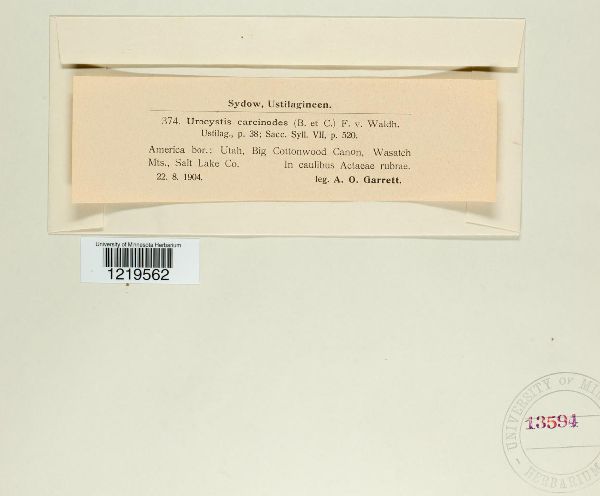 Sydow, Ustilagineen.
374. Urocystis carcinodes (B. et C.) F. v. Waldh.
Ustilag., p. 38; Sacc. Syll. VII, p. 520.
America bor.: Utah, Big Cottonwood Canon, Wasatch
Mts., Salt Lake Co. In caulibus Actaeae rubrae.
22. 8. 1904. leg. A. O. Garrett.
University of Minnesota Herbarium
1219562
UNIVERSITY OF MIN
13594
HERBARIUM